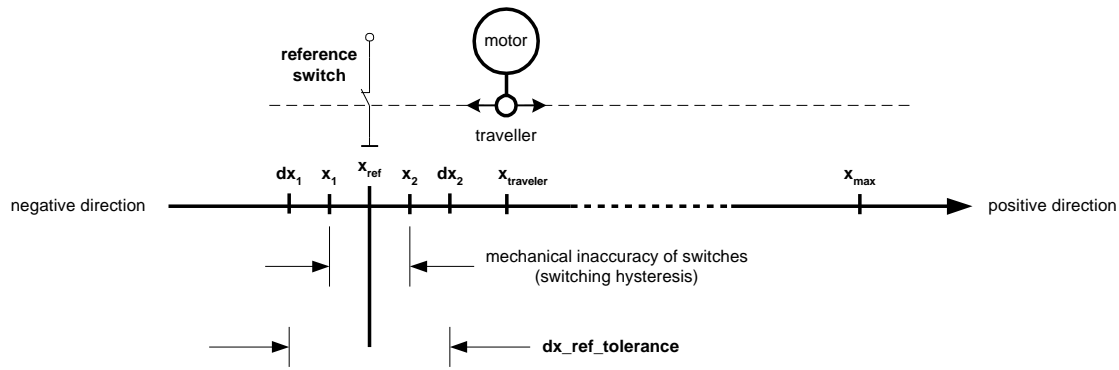 motor
reference
switch
traveller
dx1 x1 xref x2 dx2 xtraveler xmax
negative direction positive direction
mechanical inaccuracy of switches
(switching hysteresis)
dx_ref_tolerance